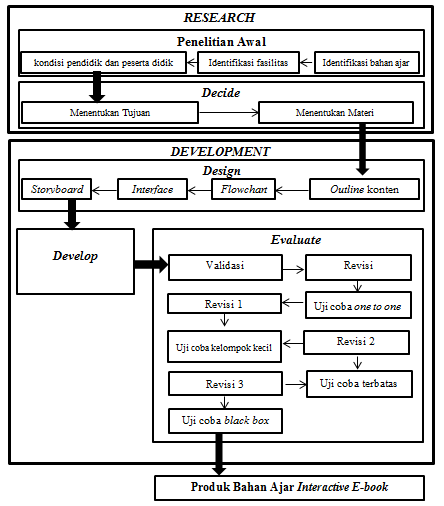 RESEARCH
Penelitian Awal
kondisi pendidik dan peserta didik
Identifikasi fasilitas
Identifikasi bahan ajar
Decide
Menentukan Tujuan
Menentukan Materi
DEVELOPMENT
Design
Storyboard
Interface
Flowchart
Outline konten
Develop
Evaluate
Validasi
Revisi
Revisi 1
Uji coba one to one
Uji coba kelompok kecil
Revisi 2
Revisi 3
Uji coba terbatas
Uji coba black box
Produk Bahan Ajar Interactive E-book